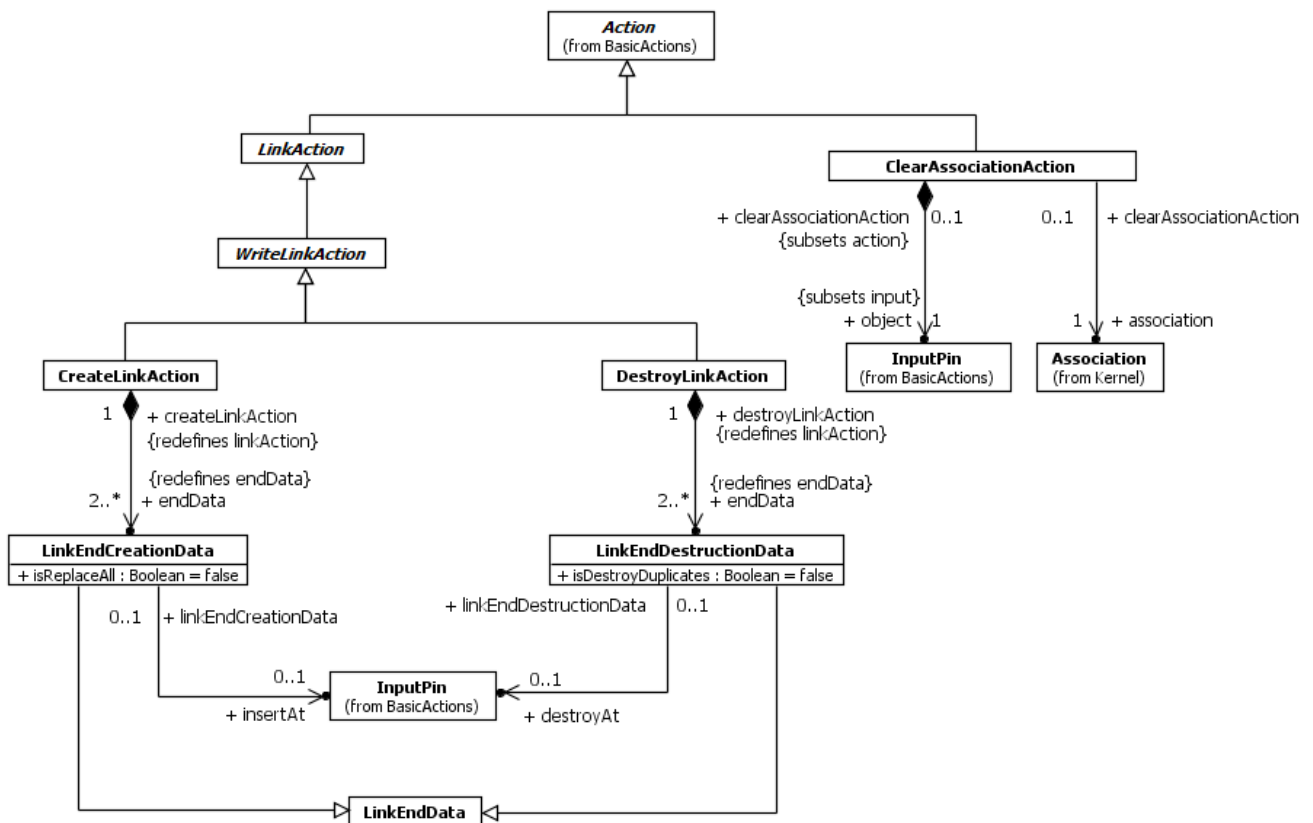 Action
(from BasicActions)
LinkAction
ClearAssociationAction
+ clearAssociationAction
0..1
0..1
+ clearAssociationAction
{subsets action}
WriteLinkAction
{subsets input}
+ object
1
1
+ association
CreateLinkAction
DestroyLinkAction
InputPin
(from BasicActions)
Association
(from Kernel)
1
+ createLinkAction
{redefines linkAction}
1
+ destroyLinkAction
{redefines linkAction}
{redefines endData}
2..*
+ endData
{redefines endData}
2..*
+ endData
LinkEndCreationData
+ isReplaceAll : Boolean = false
LinkEndDestructionData
+ isDestroyDuplicates : Boolean = false
0..1
+ linkEndCreationData
+ linkEndDestructionData
0..1
0..1
+ insertAt
InputPin
(from BasicActions)
0..1
+ destroyAt
LinkEndData